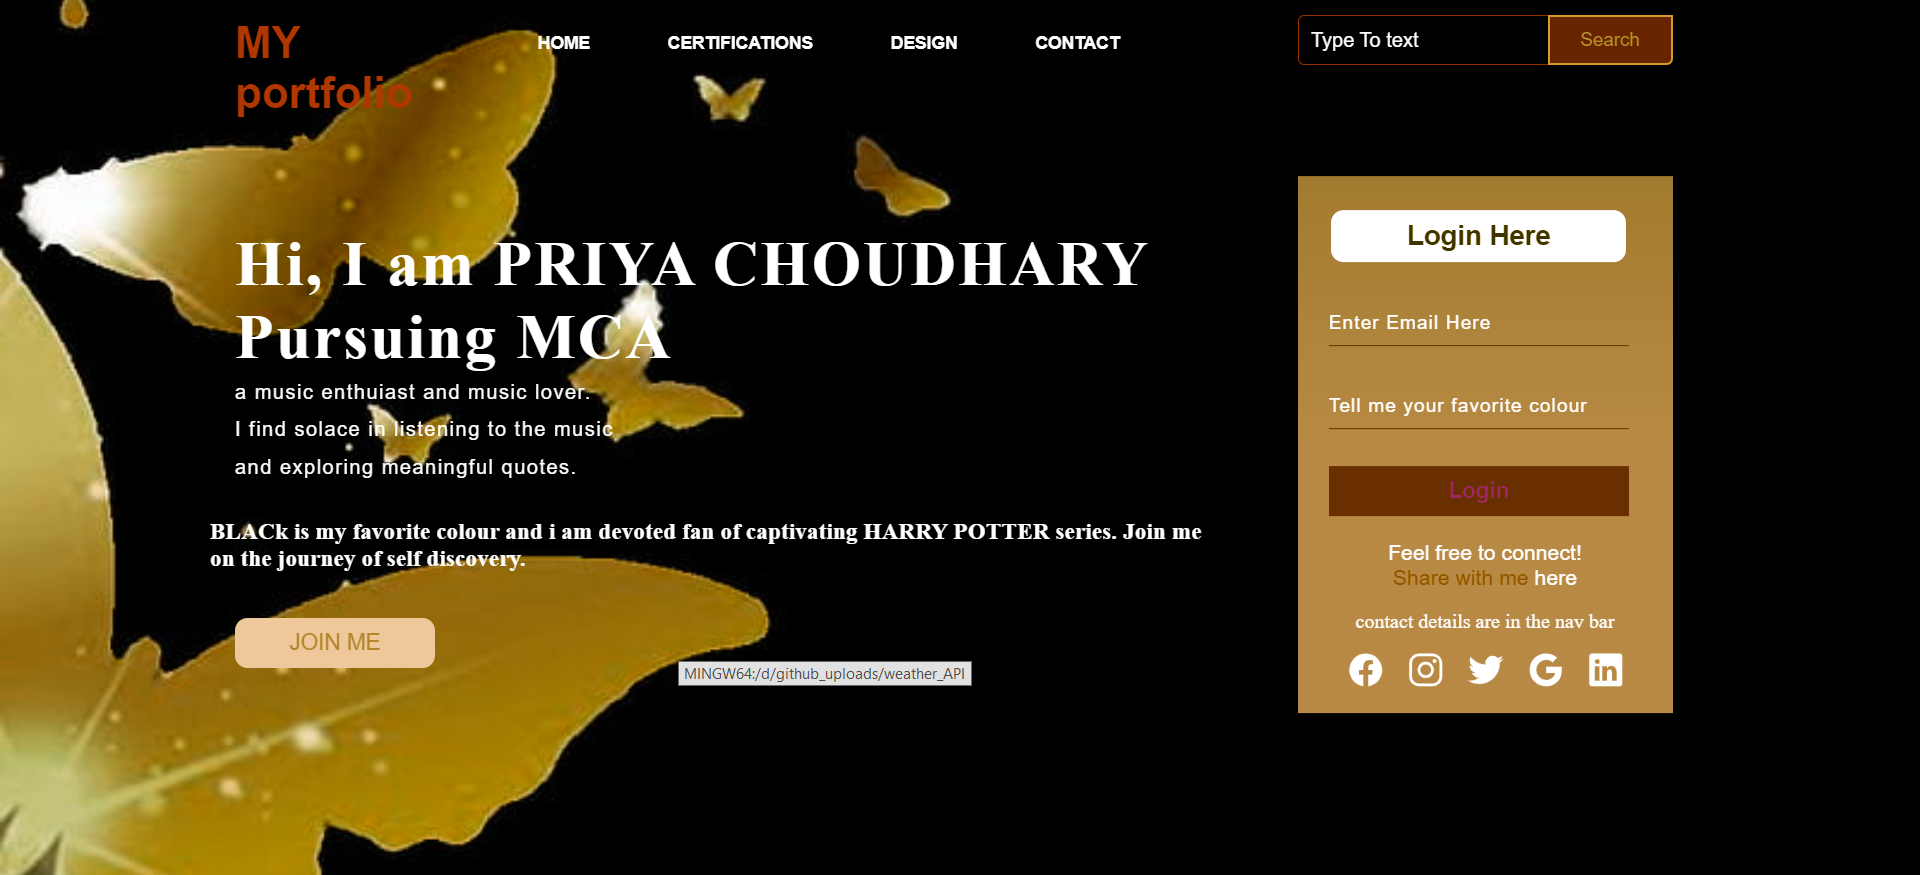 MY
portfolio
HOME CERTIFICATIONS DESIGN CONTACT
Type To text
Search
Hi, I am PRIYA CHOUDHARY
Pursuing MCA
a music enthuiast and music lover.
I find solace in listening to the music
and exploring meaningful quotes.
BLACk is my favorite colour and i am devoted fan of captivating HARRY POTTER series. Join me
on the journey of self discovery.
JOIN ME
MINGW64:/d/github_uploads/weather_API
Login Here
Enter Email Here
Tell me your favorite colour
Login
Feel free to connect!
Share with me here
contact details are in the nav bar